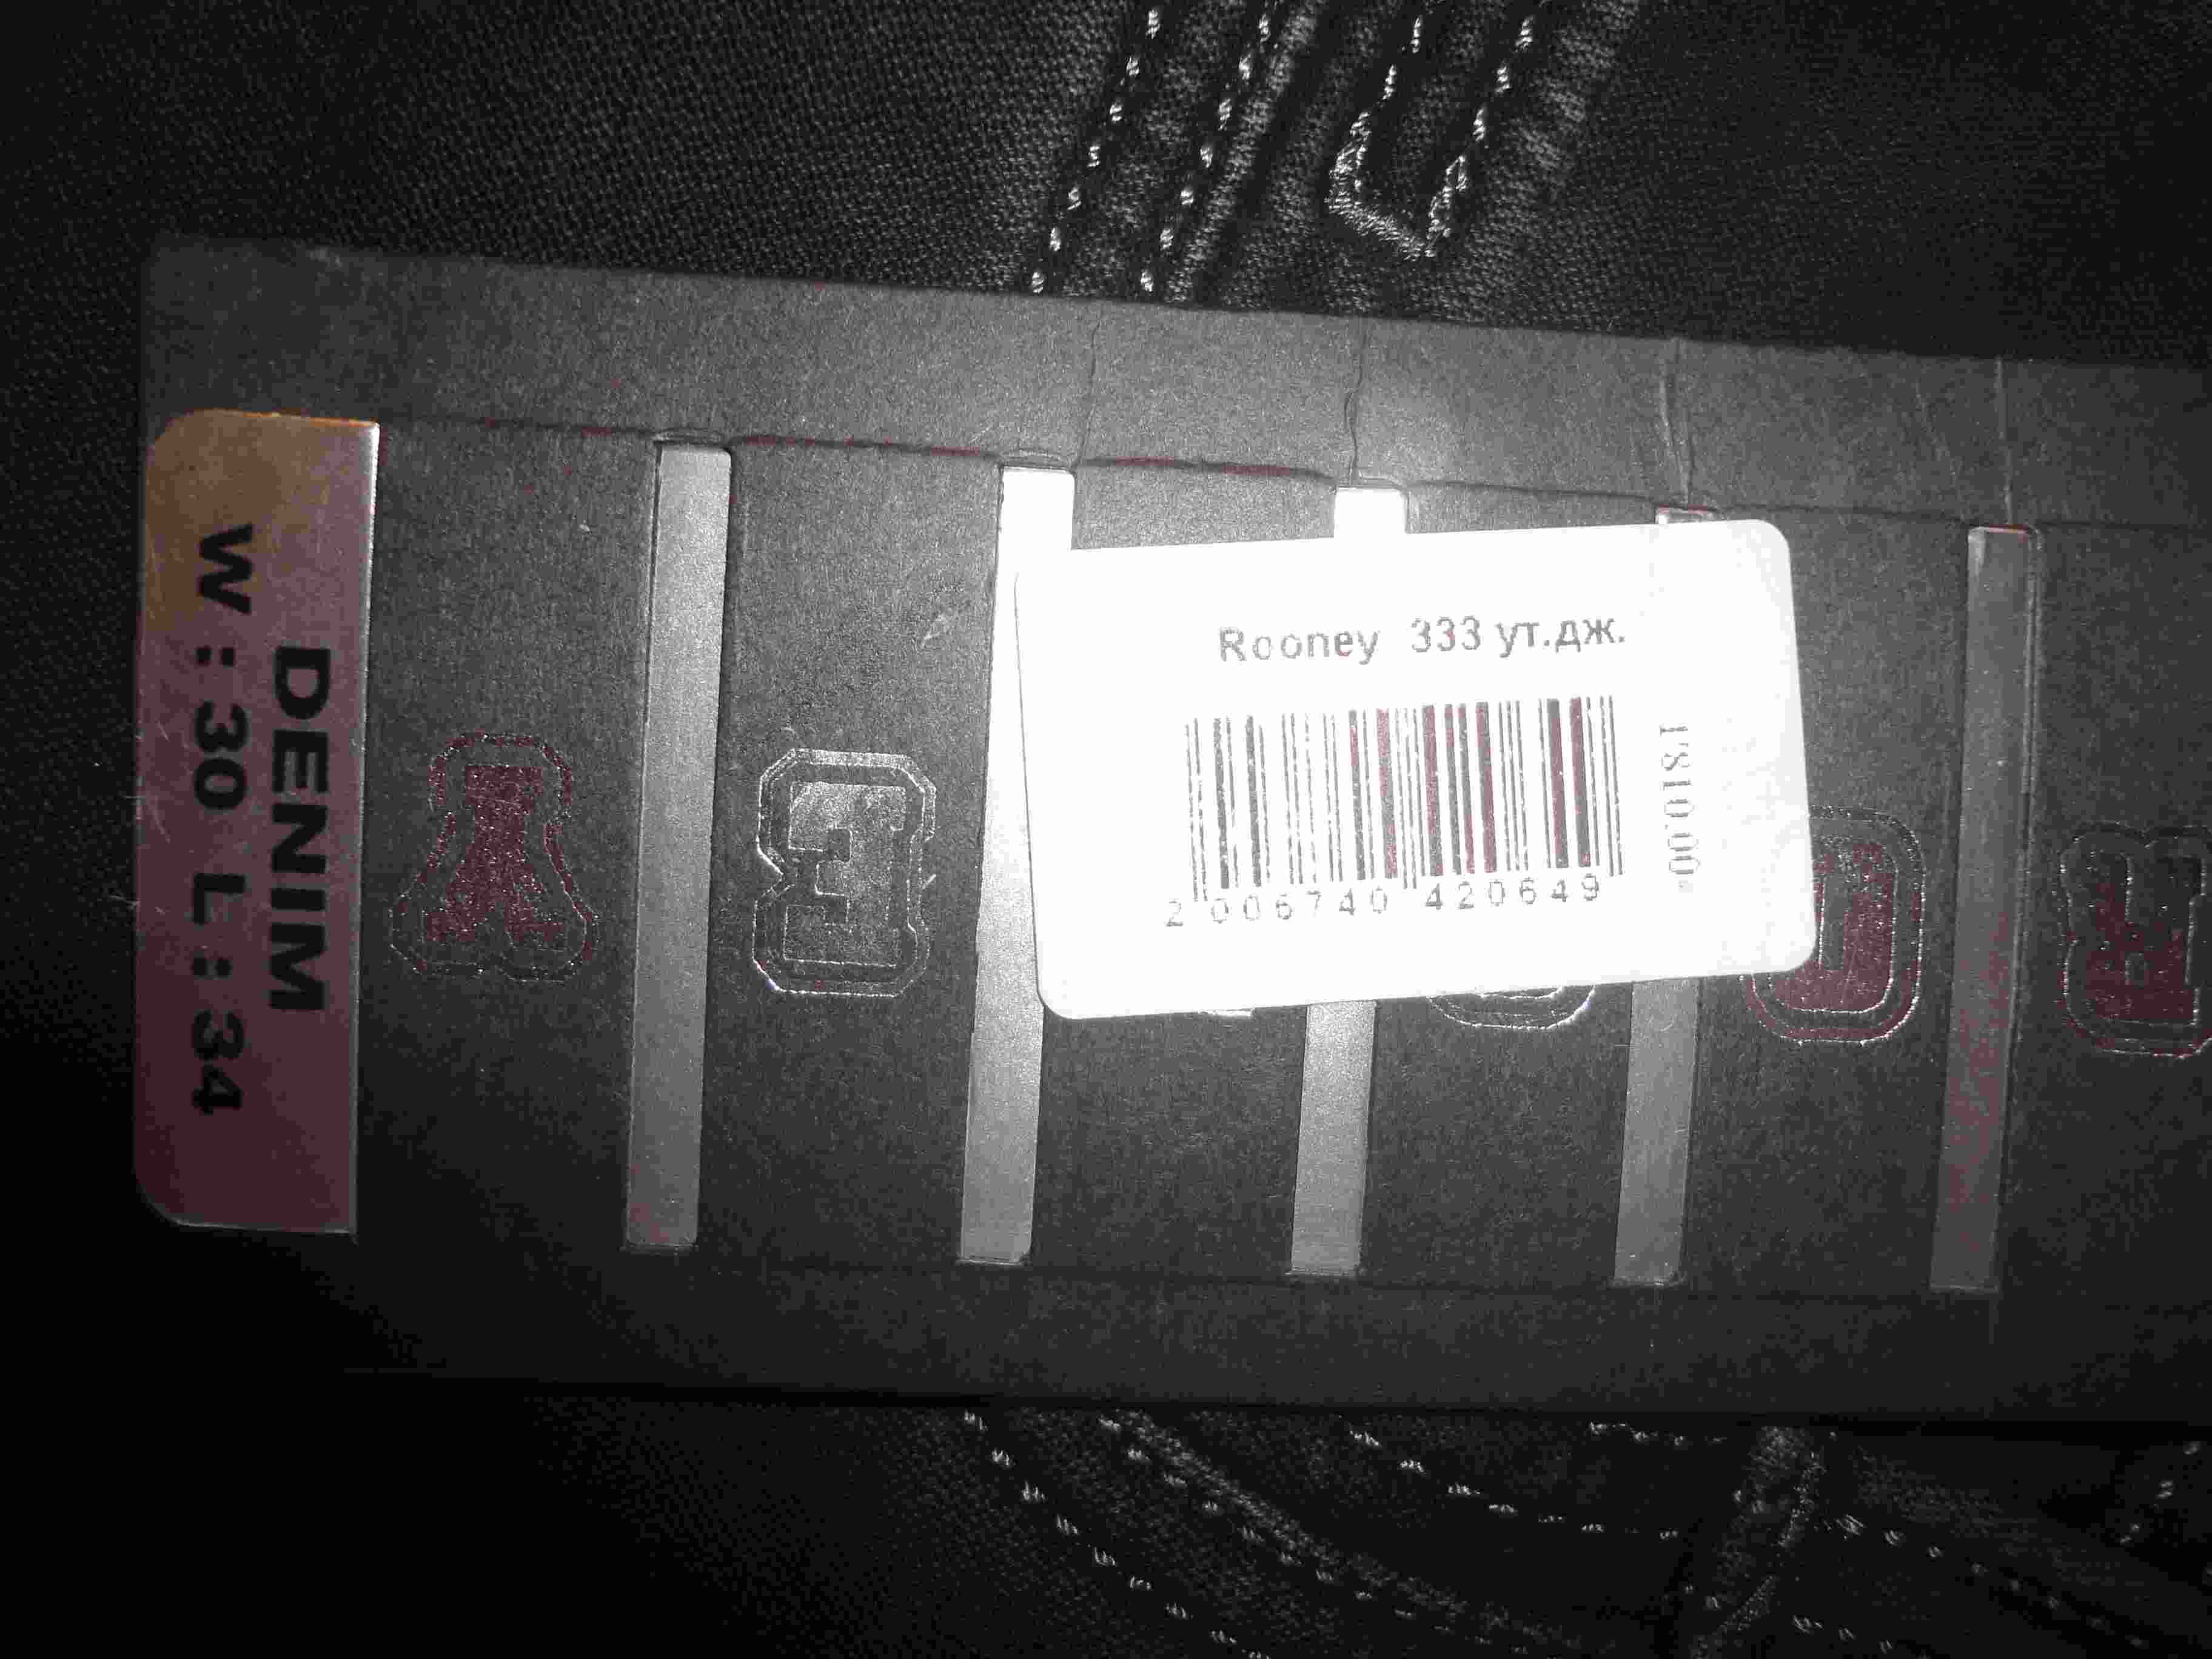 DENIM
W : 30 L : 34
A
E
Rooney 333 ут.дж.
2 006740 420649
1810.00